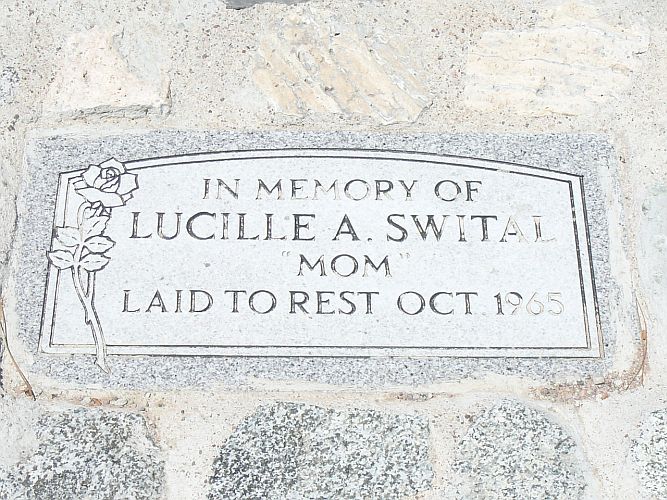 IN MEMORY OF
LUCILLE A. SWITAL
"MOM"
LAID TO REST OCT. 1965